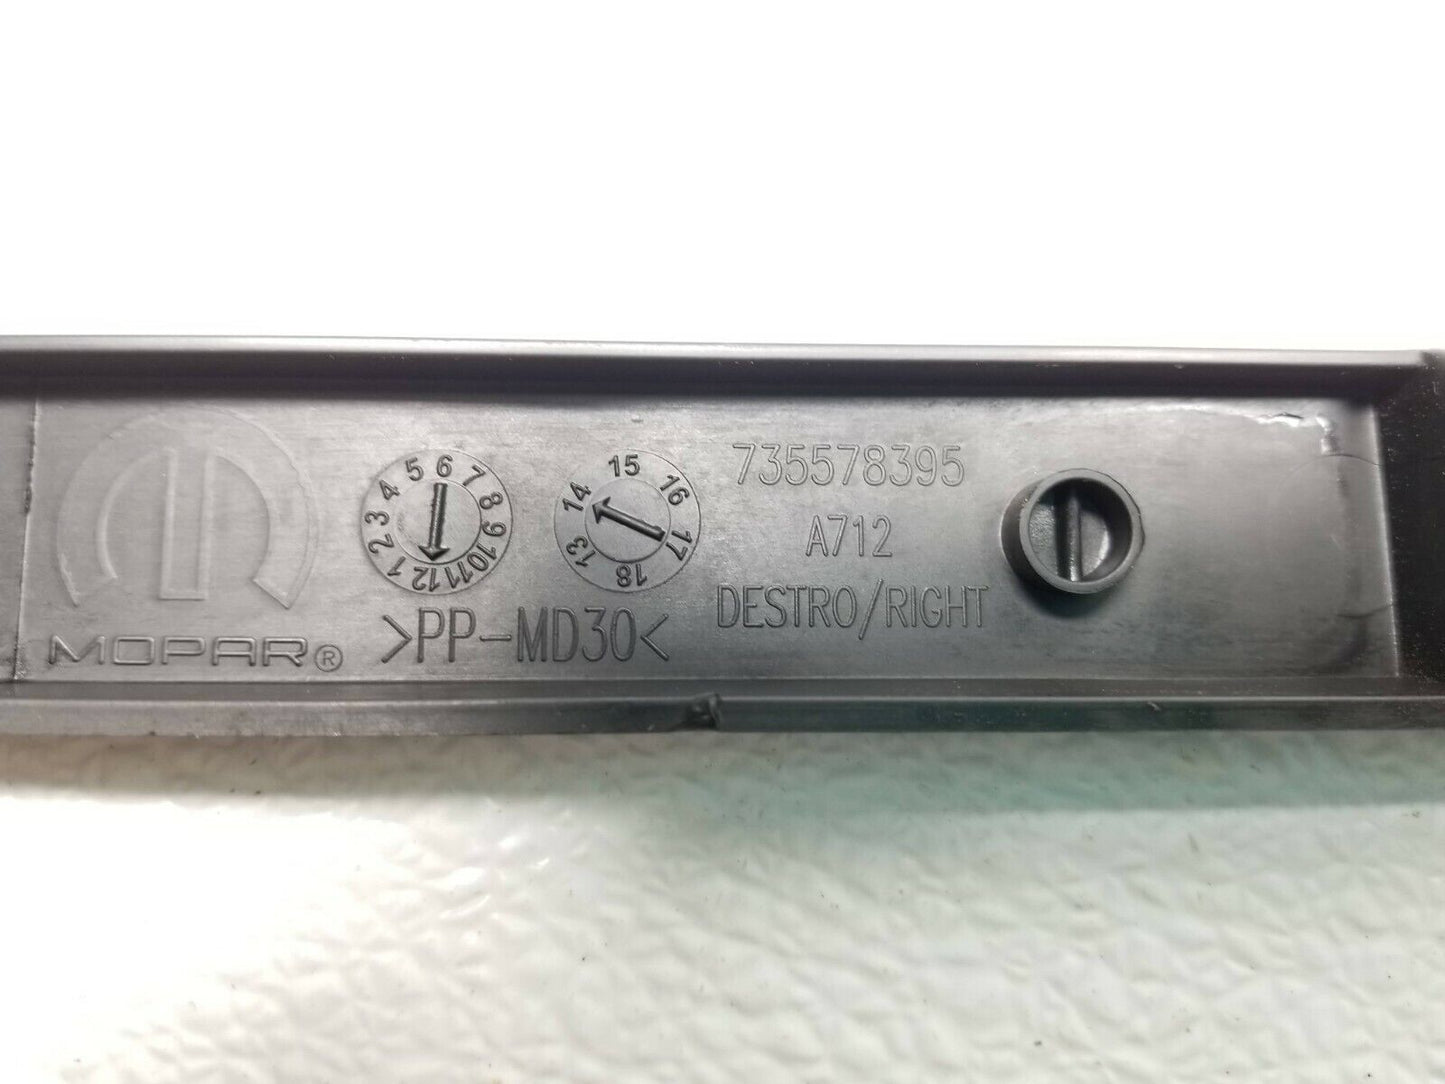 MOPAR®
1 2 3 4 5 6 7 8 9 10 11 12
13 14 15 16 17 18
>PP-MD30<
735578395
A712
DESTRO/RIGHT